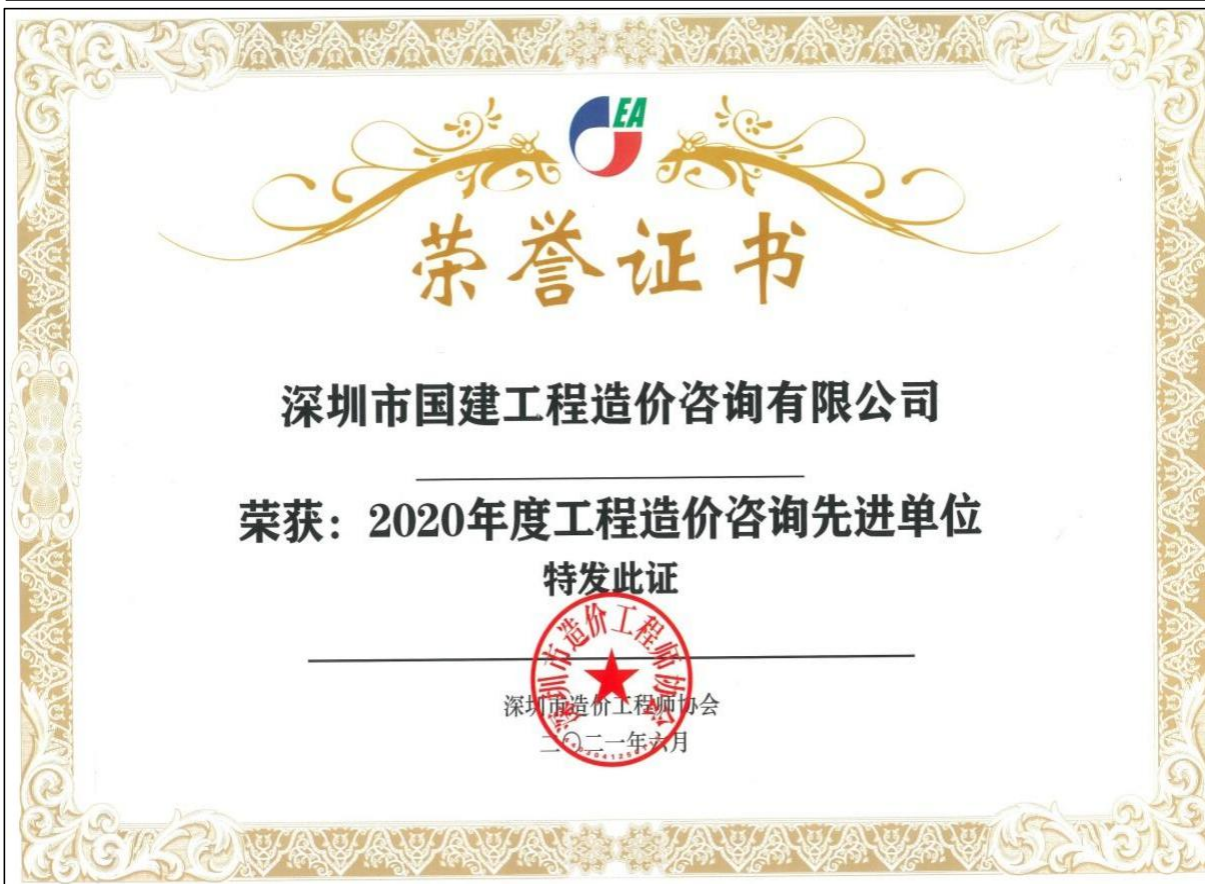 EA
荣誉证书
深圳市国建工程造价咨询有限公司
荣获：2020年度工程造价咨询先进单位
特发此证
深圳市造价工程师协会
深圳市造价工程师协会
二〇二一年六月